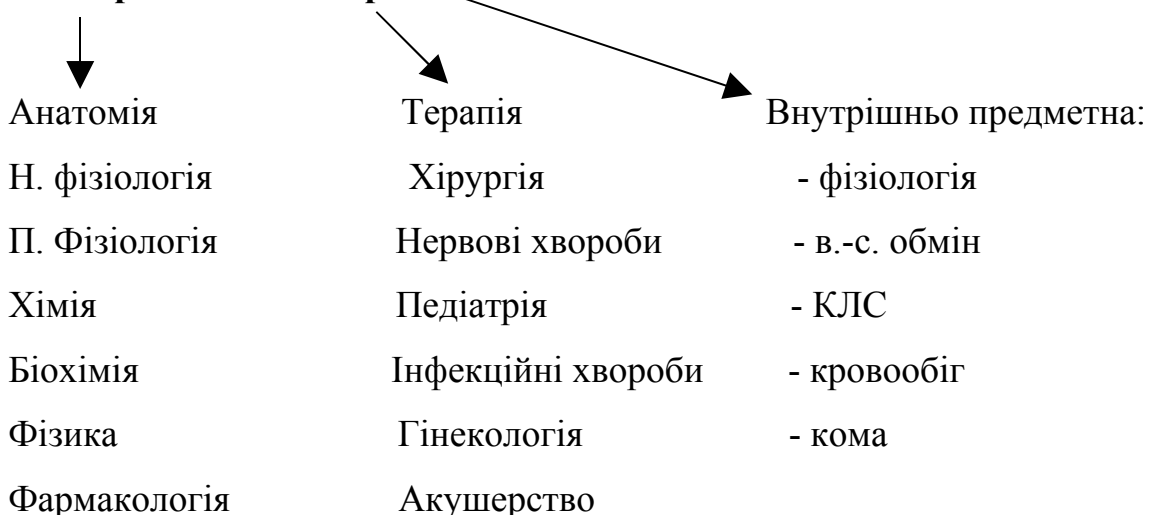 Анатомія Терапія Внутрішньо предметна:
Н. фізіологія Хірургія - фізіологія
П. Фізіологія Нервові хвороби - в.-с. обмін
Хімія Педіатрія - КЛС
Біохімія Інфекційні хвороби - кровообіг
Фізика Гінекологія - кома
Фармакологія Акушерство